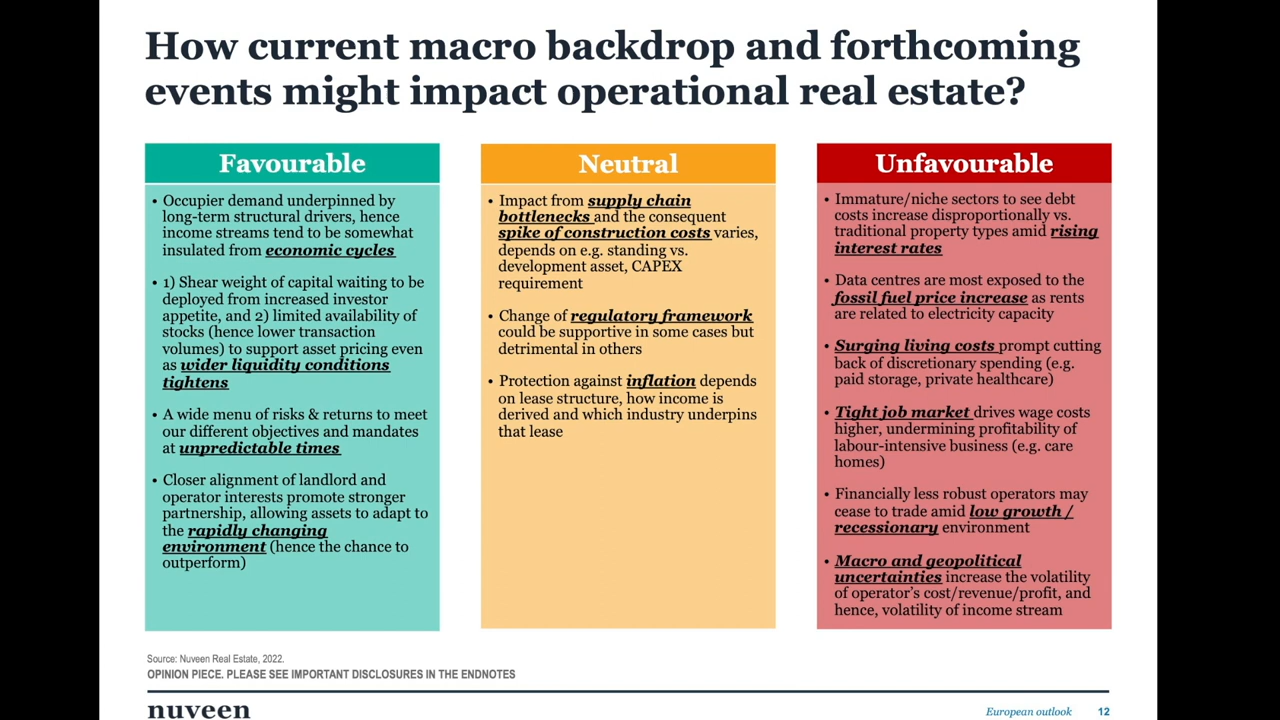 How current macro backdrop and forthcoming
events might impact operational real estate?
Favourable
• Occupier demand underpinned by
long-term structural drivers, hence
income streams tend to be somewhat
insulated from economic cycles
• 1) Shear weight of capital waiting to be
deployed from increased investor
appetite, and 2) limited availability of
stocks (hence lower transaction
volumes) to support asset pricing even
as wider liquidity conditions
tightens
• A wide menu of risks & returns to meet
our different objectives and mandates
at unpredictable times
• Closer alignment of landlord and
operator interests promote stronger
partnership, allowing assets to adapt to
the rapidly changing
environment (hence the chance to
outperform)
Neutral
• Impact from supply chain
bottlenecks and the consequent
spike of construction costs varies,
depends on e.g. standing vs.
development asset, CAPEX
requirement
• Change of regulatory framework
could be supportive in some cases but
detrimental in others
• Protection against inflation depends
on lease structure, how income is
derived and which industry underpins
that lease
Unfavourable
• Immature/niche sectors to see debt
costs increase disproportionally vs.
traditional property types amid rising
interest rates
• Data centres are most exposed to the
fossil fuel price increase as rents
are related to electricity capacity
• Surging living costs prompt cutting
back of discretionary spending (e.g.
paid storage, private healthcare)
• Tight job market drives wage costs
higher, undermining profitability of
labour-intensive business (e.g. care
homes)
• Financially less robust operators may
cease to trade amid low growth /
recessionary environment
• Macro and geopolitical
uncertainties increase the volatility
of operator's cost/revenue/profit, and
hence, volatility of income stream
Source: Nuveen Real Estate, 2022.
OPINION PIECE. PLEASE SEE IMPORTANT DISCLOSURES IN THE ENDNOTES
nuveen
European outlook 12